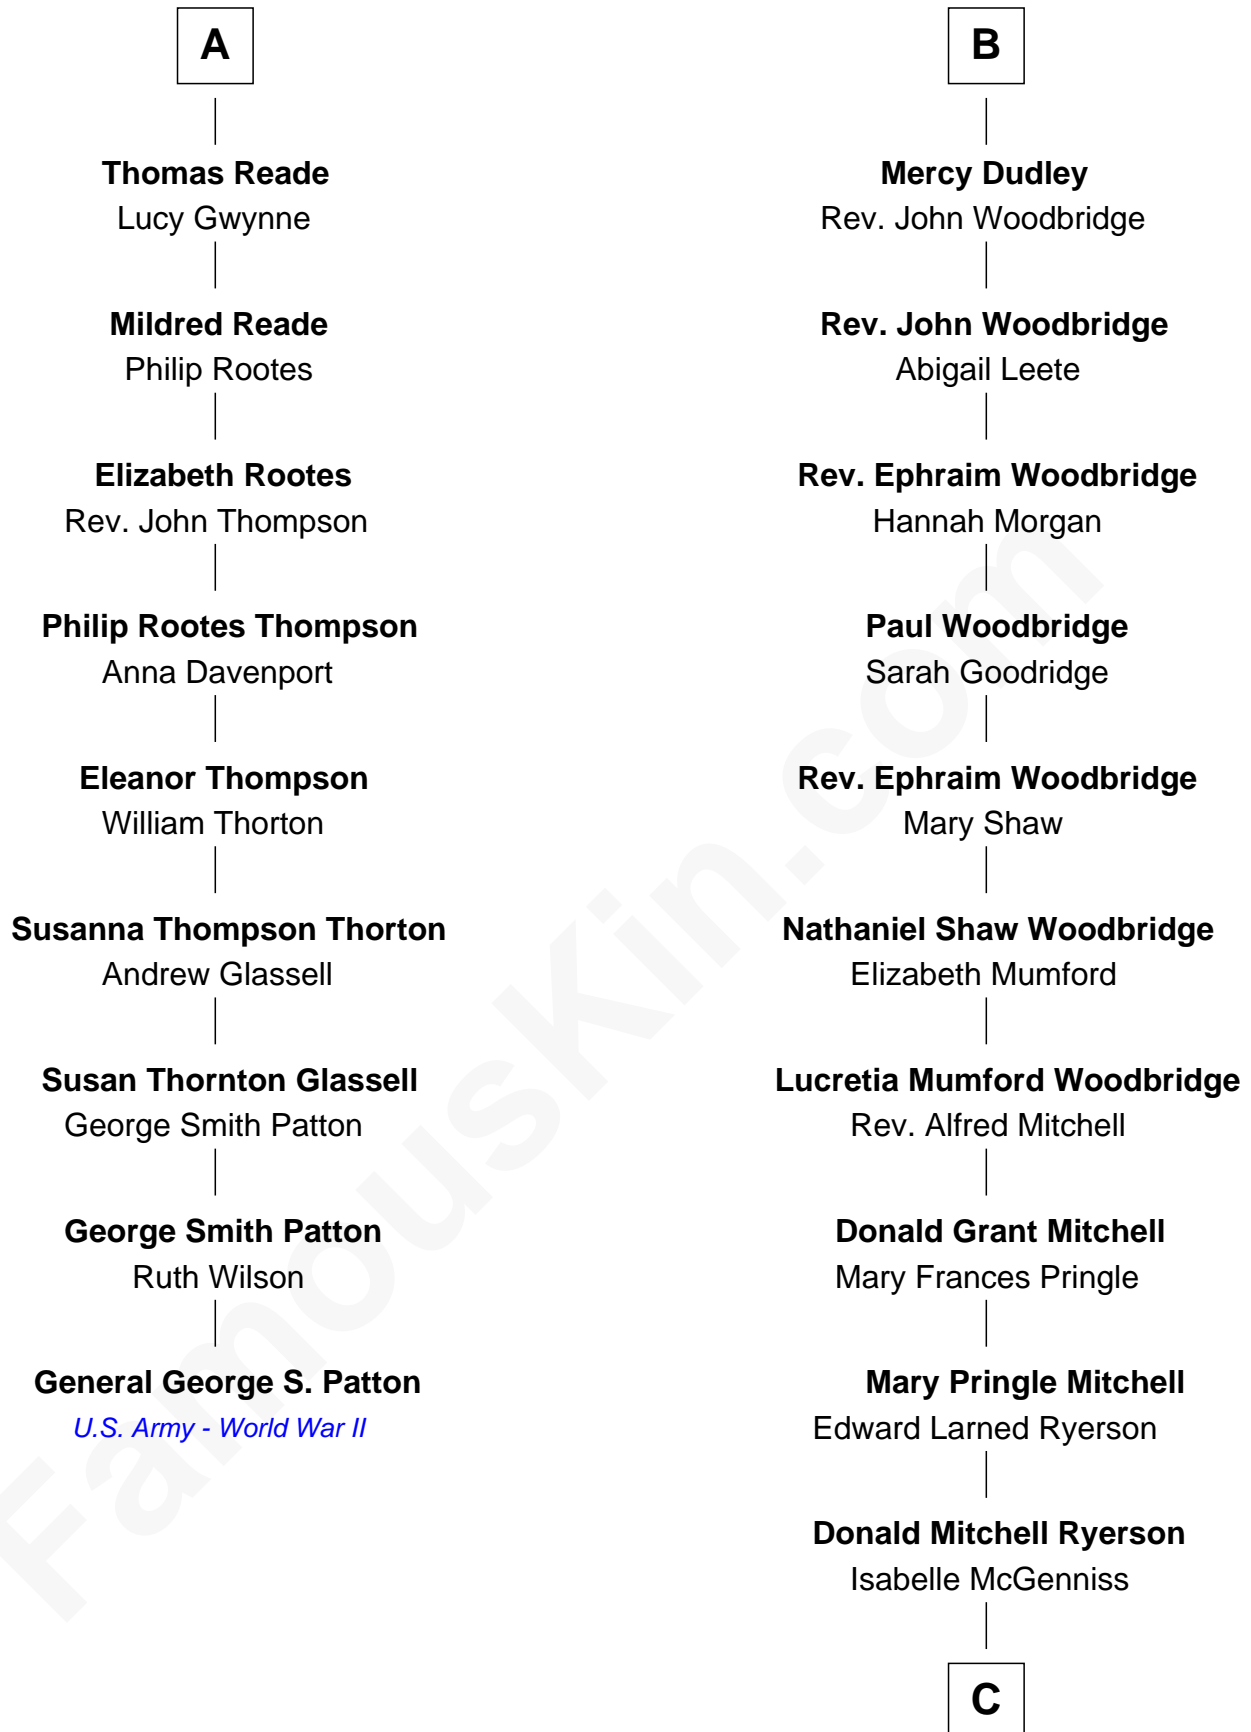 A
Thomas Reade
Lucy Gwynne
Mildred Reade
Philip Rootes
Elizabeth Rootes
Rev. John Thompson
Philip Rootes Thompson
Anna Davenport
Eleanor Thompson
William Thorton
Susanna Thompson Thorton
Andrew Glassell
Susan Thornton Glassell
George Smith Patton
George Smith Patton
Ruth Wilson
General George S. Patton
U.S. Army - World War II
B
Mercy Dudley
Rev. John Woodbridge
Rev. John Woodbridge
Abigail Leete
Rev. Ephraim Woodbridge
Hannah Morgan
Paul Woodbridge
Sarah Goodridge
Rev. Ephraim Woodbridge
Mary Shaw
Nathaniel Shaw Woodbridge
Elizabeth Mumford
Lucretia Mumford Woodbridge
Rev. Alfred Mitchell
Donald Grant Mitchell
Mary Frances Pringle
Mary Pringle Mitchell
Edward Larned Ryerson
Donald Mitchell Ryerson
Isabelle McGenniss
C
FamousKin.com